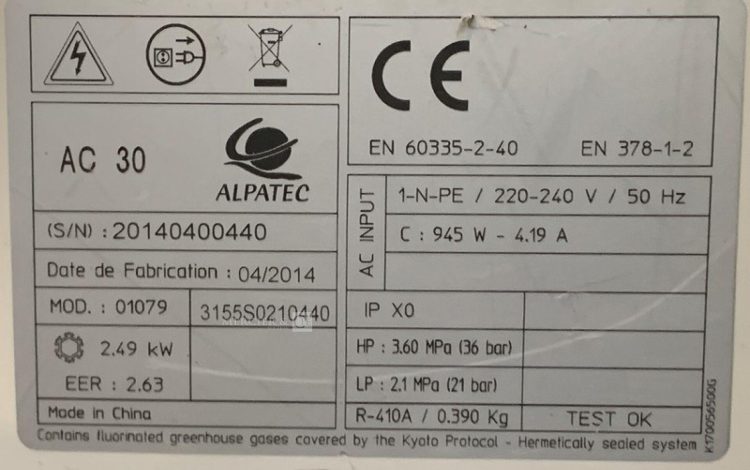 CE
EN 60335-2-40 EN 378-1-2
AC 30
ALPATEC
(S/N) : 20140400440
Date de Fabrication : 04/2014
MOD. : 01079 3155S0210440
2.49 kW
EER : 2.63
Made in China
AC INPUT
1-N-PE / 220-240 V / 50 Hz
C : 945 W - 4.19 A
IP X0
HP : 3.60 MPa (36 bar)
LP : 2.1 MPa (21 bar)
R-410A / 0.390 Kg TEST OK
Contains fluorinated greenhouse gases covered by the Kyoto Protocol - Hermetically sealed system
K170056500G